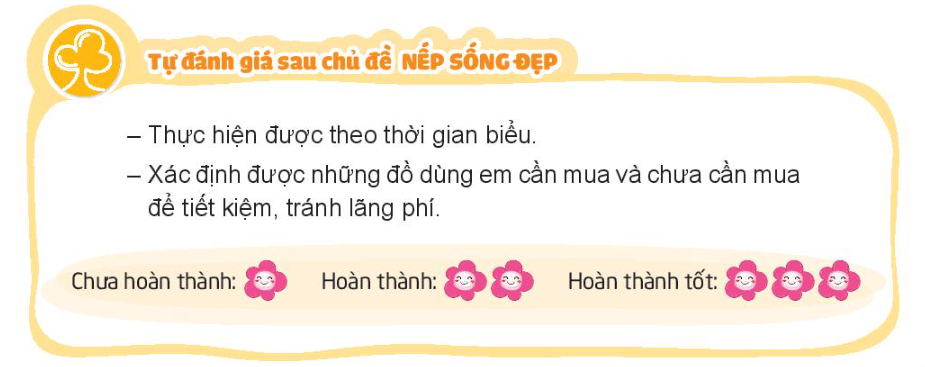 Tự đánh giá sau chủ đề NẾP SỐNG ĐẸP
– Thực hiện được theo thời gian biểu.
– Xác định được những đồ dùng em cần mua và chưa cần mua
để tiết kiệm, tránh lãng phí.
Chưa hoàn thành: Hoàn thành: Hoàn thành tốt: